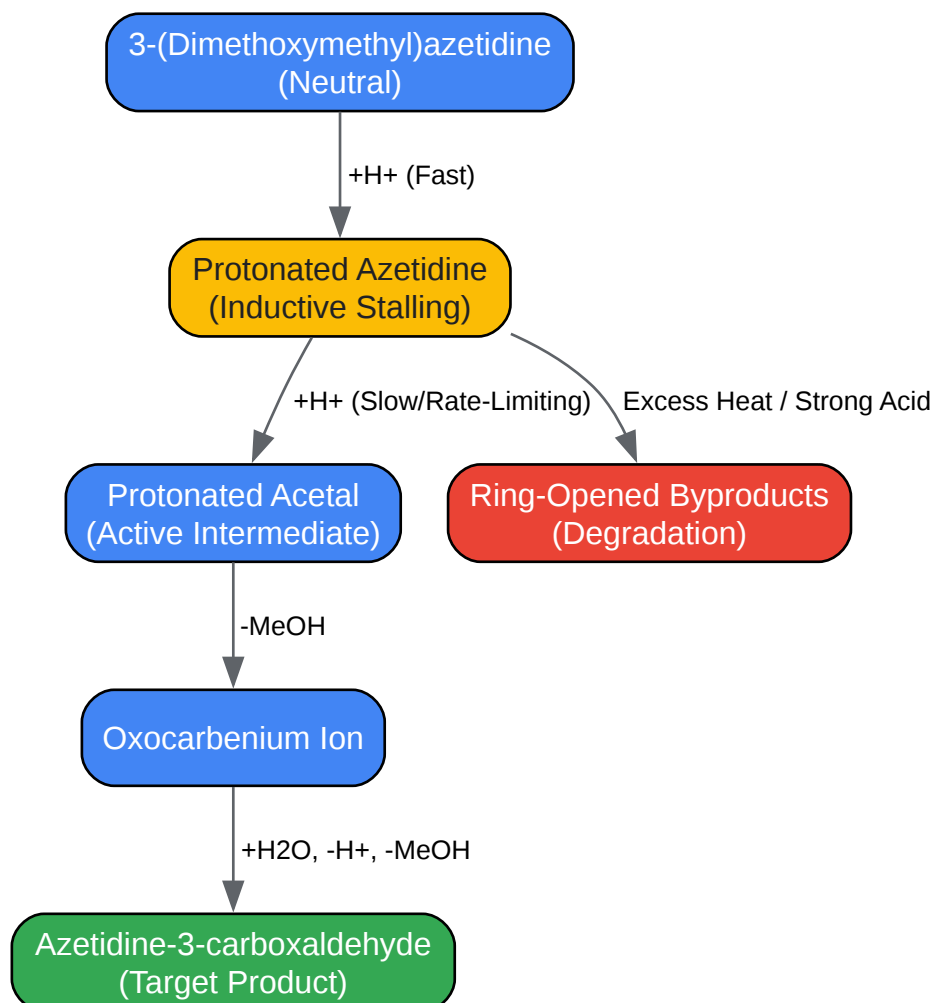 3-(Dimethoxymethyl)azetidine
(Neutral)
+H+ (Fast)
Protonated Azetidine
(Inductive Stalling)
+H+ (Slow/Rate-Limiting)
Excess Heat / Strong Acid
Protonated Acetal
(Active Intermediate)
Ring-Opened Byproducts
(Degradation)
-MeOH
Oxocarbenium Ion
+H2O, -H+, -MeOH
Azetidine-3-carboxaldehyde
(Target Product)